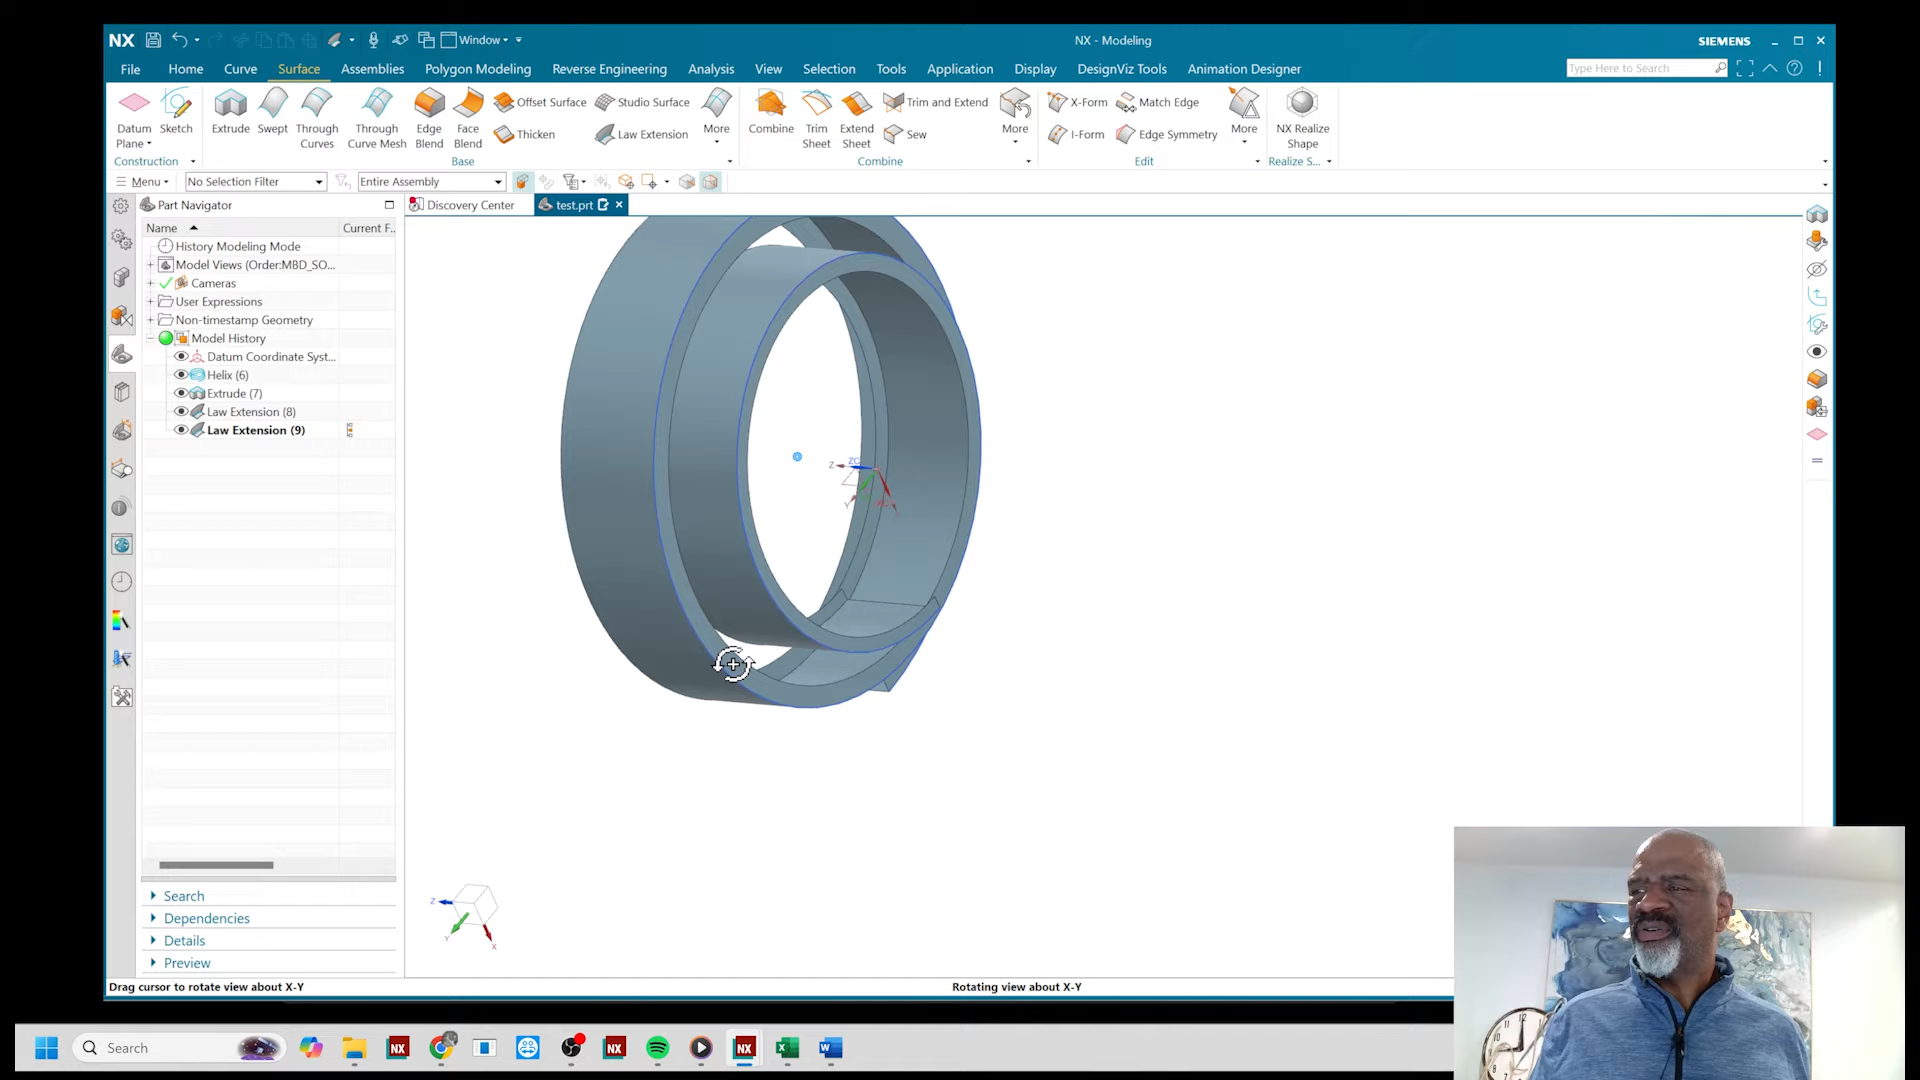 NX
Window
NX - Modeling
SIEMENS
File Home Curve Surface Assemblies Polygon Modeling Reverse Engineering Analysis View Selection Tools Application Display DesignViz Tools Animation Designer
Type Here to Search
Datum Plane
Sketch
Extrude
Swept
Through Curves
Through Curve Mesh
Edge Blend
Face Blend
Offset Surface
Thicken
Studio Surface
Law Extension
More
Combine
Trim Sheet
Extend Sheet
Trim and Extend
Sew
More
X-Form
I-Form
Match Edge
Edge Symmetry
More
NX Realize Shape
Construction
Base
Combine
Edit
Realize S...
Menu
No Selection Filter
Entire Assembly
Part Navigator
Discovery Center
test.prt
Name
Current F..
History Modeling Mode
Model Views (Order:MBD_SO...
Cameras
User Expressions
Non-timestamp Geometry
Model History
Datum Coordinate Syst...
Helix (6)
Extrude (7)
Law Extension (8)
Law Extension (9)
Z
ZC
Y
Z
Y
X
Search
Dependencies
Details
Preview
Drag cursor to rotate view about X-Y
Rotating view about X-Y
Search
NX
NX
NX